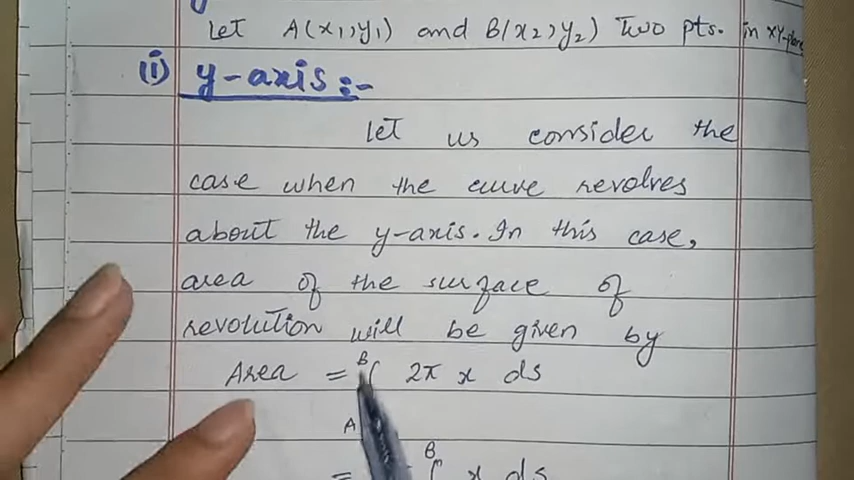 Let A(x₁,y₁) and B(x₂,y₂) Two pts. in XY-plane
(i) y-axis:-
Let us consider the
case when the curve revolves
about the y-axis. In this case,
area of the surface of
revolution will be given by
Area = ∫ᴬᴮ 2π x ds
= ∫ᴮ x ds